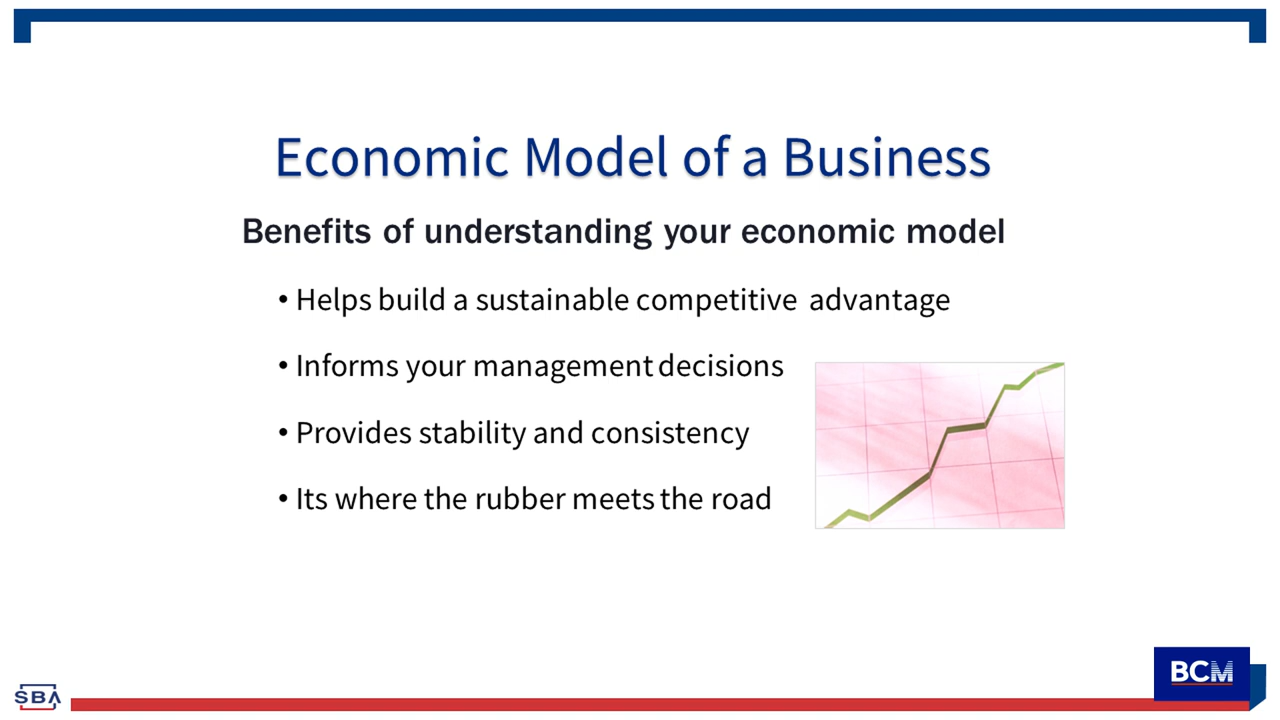 Economic Model of a Business
Benefits of understanding your economic model
• Helps build a sustainable competitive advantage
• Informs your management decisions
• Provides stability and consistency
• Its where the rubber meets the road
SBA
BCM